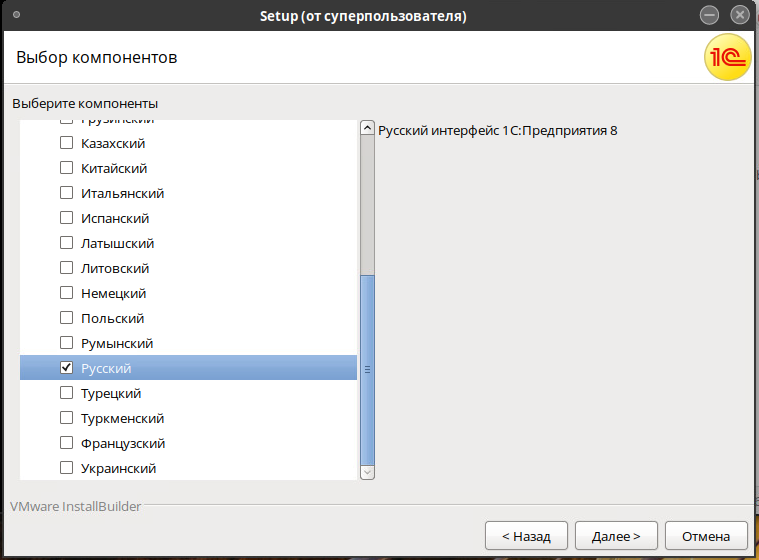 Setup (от суперпользователя)
Выбор компонентов
1С
Выберите компоненты
Грузинский
Казахский
Китайский
Итальянский
Испанский
Латышский
Литовский
Немецкий
Польский
Румынский
Русский
Турецкий
Туркменский
Французский
Украинский
Русский интерфейс 1С:Предприятия 8
VMware InstallBuilder
< Назад
Далее >
Отмена